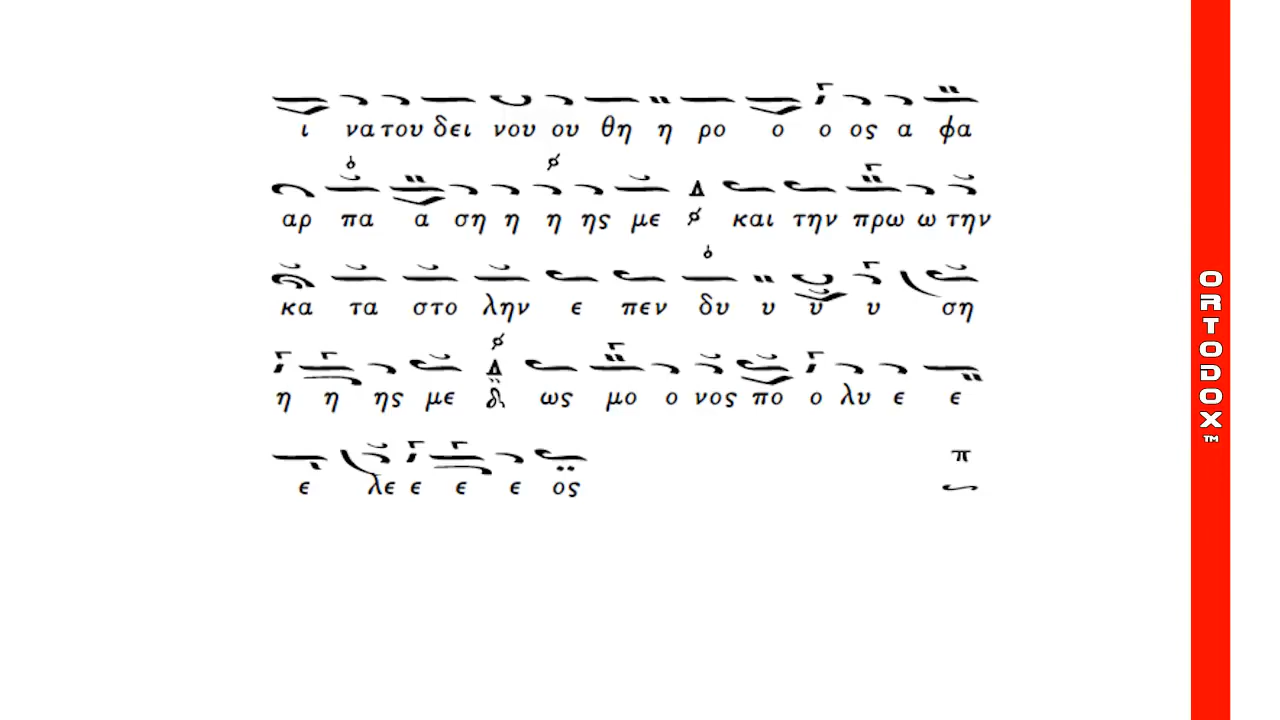 ι να του δει νου ου θη η ρο ο ο ος α φα
αρ πα α ση η η ης με Δ και την πρω ω την
κα τα στο λην ε πεν δυ υ υ υ ση
η η ης με Δ ως μο ο νος πο ο λυ ε ε
ε λε ε ε ε ος π
ORTODOX™